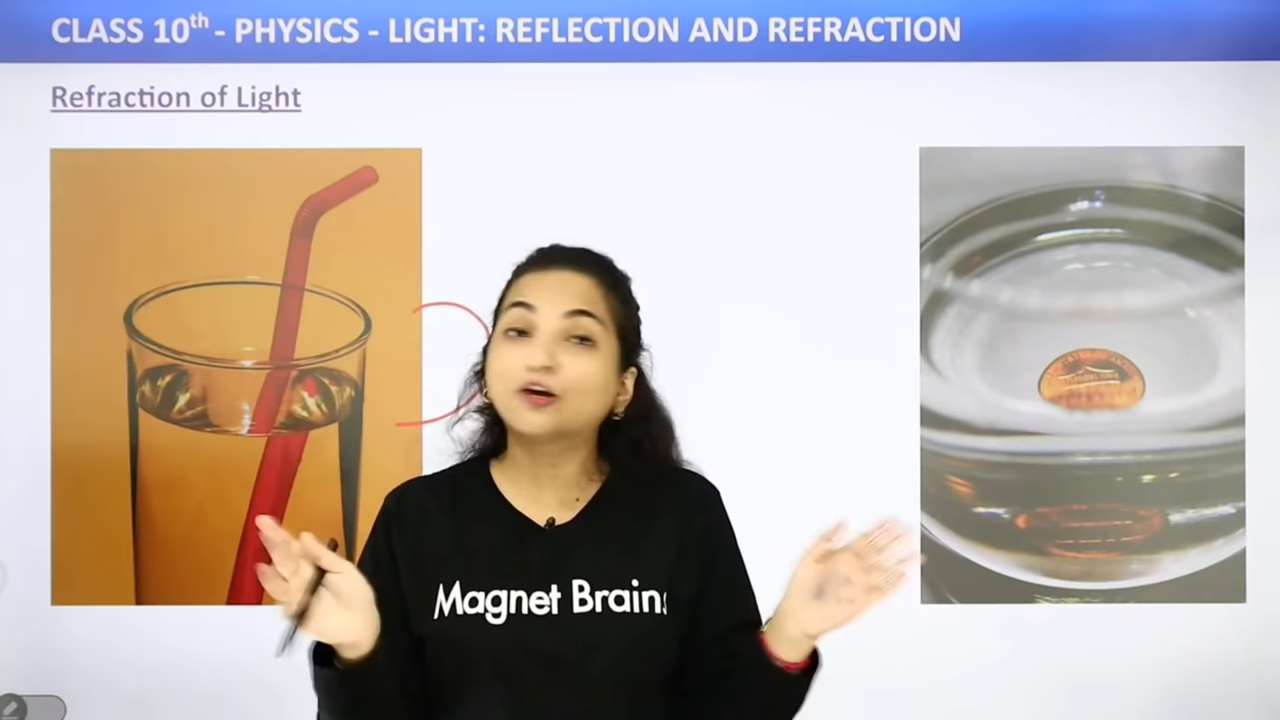 CLASS 10th - PHYSICS - LIGHT: REFLECTION AND REFRACTION
Refraction of Light
Magnet Brains